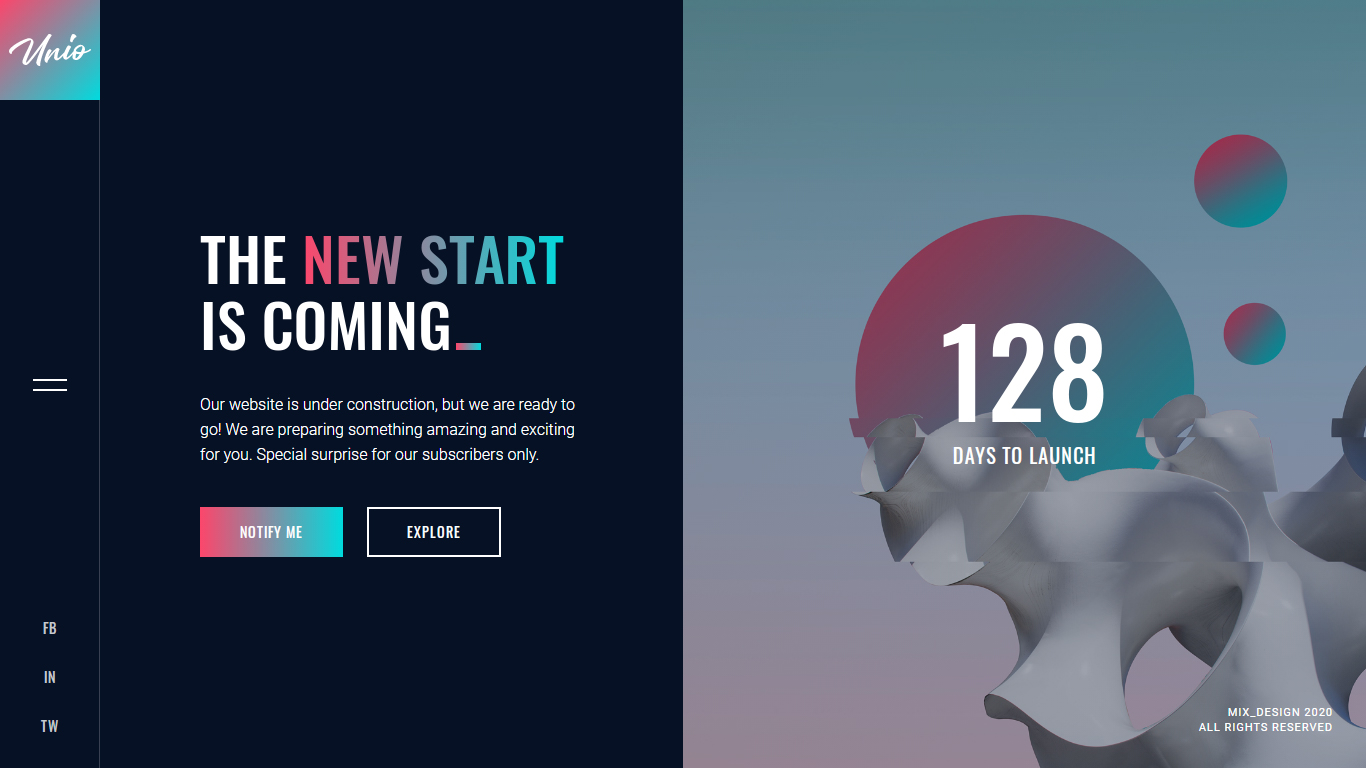 Unio
THE NEW START
IS COMING_
Our website is under construction, but we are ready to
go! We are preparing something amazing and exciting
for you. Special surprise for our subscribers only.
NOTIFY ME
EXPLORE
FB
IN
TW
128
DAYS TO LAUNCH
MIX_DESIGN 2020
ALL RIGHTS RESERVED